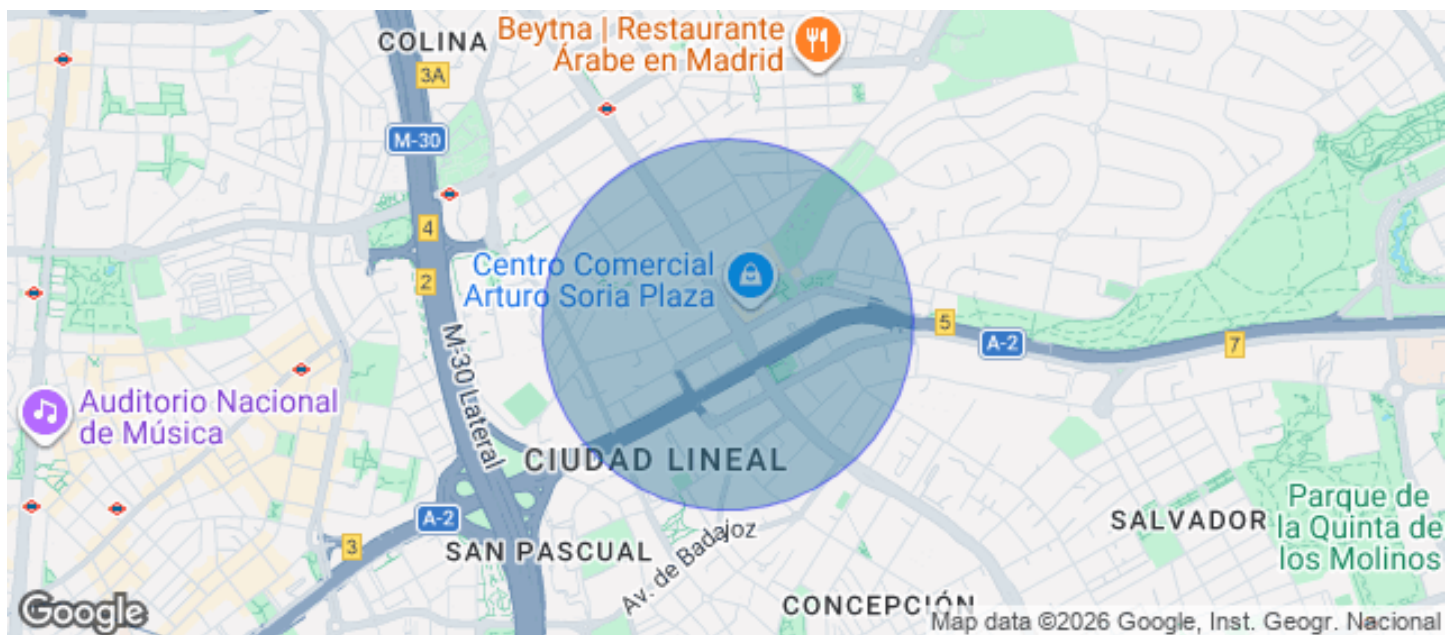 COLINA
Beytna | Restaurante
Árabe en Madrid
3A
M-30
4
2
Centro Comercial
Arturo Soria Plaza
M-30 Lateral
5
A-2
7
Auditorio Nacional
de Música
CIUDAD LINEAL
A-2
3
SAN PASCUAL
Av. de Badajoz
SALVADOR
Parque de
la Quinta de
los Molinos
CONCEPCIÓN
Google
Map data ©2026 Google, Inst. Geogr. Nacional